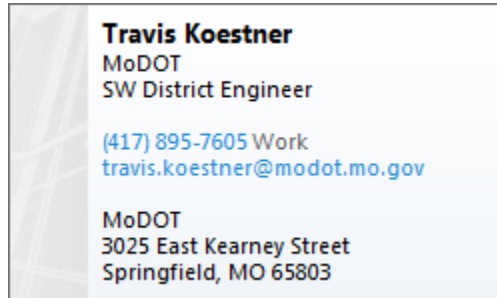 Travis Koestner
MoDOT
SW District Engineer
(417) 895-7605 Work
travis.koestner@modot.mo.gov
MoDOT
3025 East Kearney Street
Springfield, MO 65803